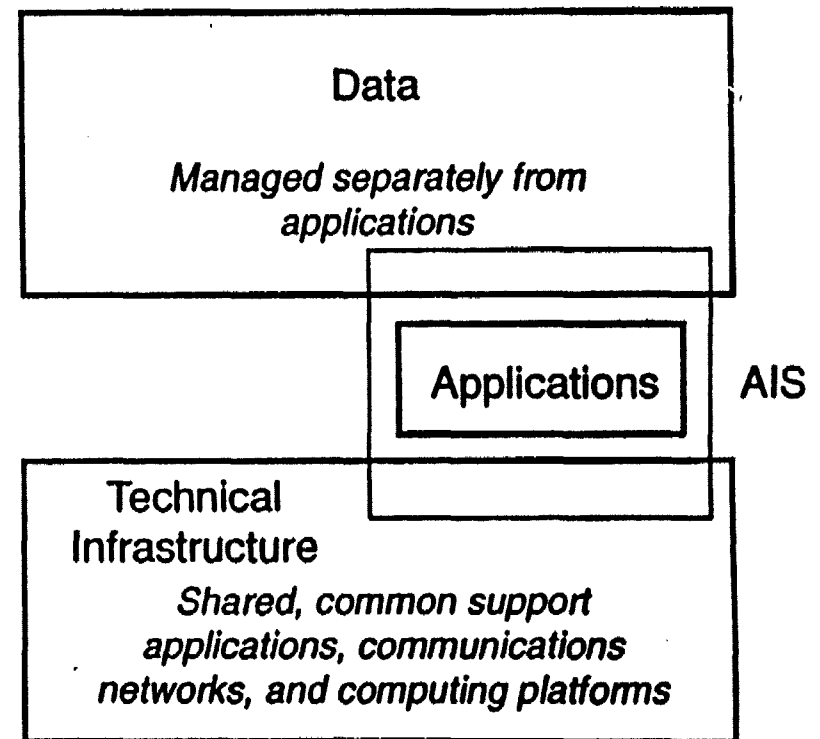 Data
Managed separately from
applications
Applications
AIS
Technical
Infrastructure
Shared, common support
applications, communications
networks, and computing platforms